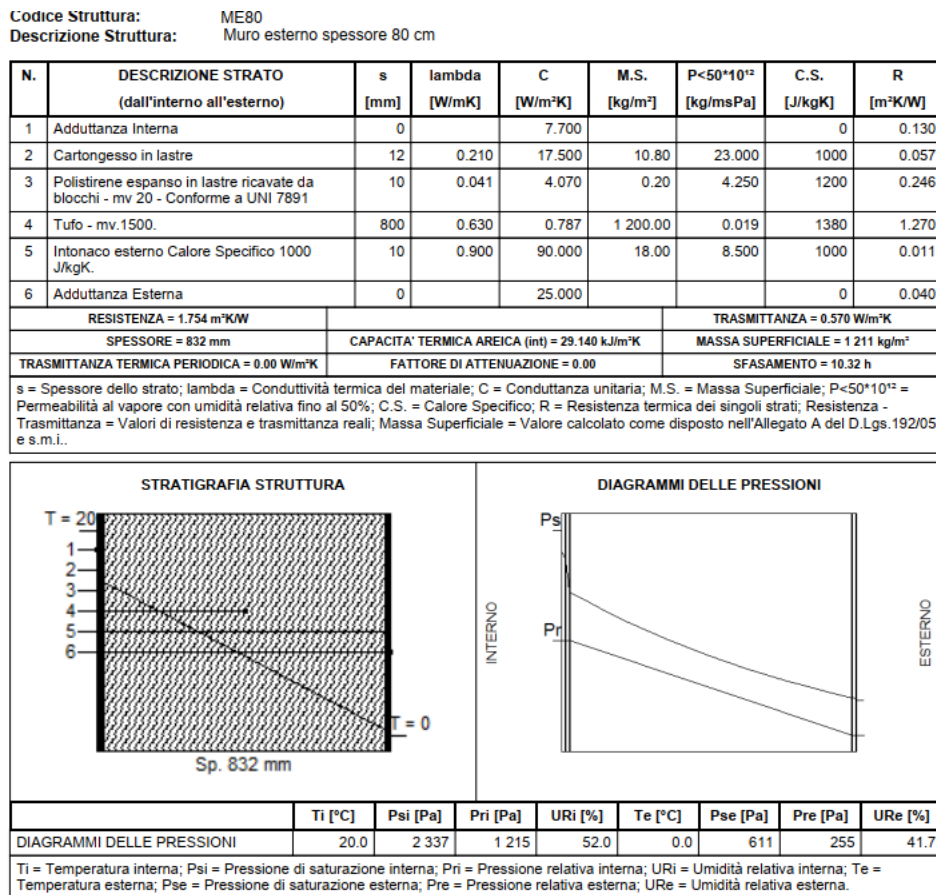 Codice Struttura: ME80
Descrizione Struttura: Muro esterno spessore 80 cm
N. DESCRIZIONE STRATO s lambda C M.S. P<50*10¹² C.S. R
(dall'interno all'esterno) [mm] [W/mK] [W/m²K] [kg/m²] [kg/msPa] [J/kgK] [m²K/W]
1 Adduttanza Interna 0 7.700 0 0.130
2 Cartongesso in lastre 12 0.210 17.500 10.80 23.000 1000 0.057
3 Polistirene espanso in lastre ricavate da 10 0.041 4.070 0.20 4.250 1200 0.246
blocchi - mv 20 - Conforme a UNI 7891
4 Tufo - mv.1500. 800 0.630 0.787 1 200.00 0.019 1380 1.270
5 Intonaco esterno Calore Specifico 1000 10 0.900 90.000 18.00 8.500 1000 0.011
J/kgK.
6 Adduttanza Esterna 0 25.000 0 0.040
RESISTENZA = 1.754 m²K/W TRASMITTANZA = 0.570 W/m²K
SPESSORE = 832 mm CAPACITA' TERMICA AREICA (int) = 29.140 kJ/m²K MASSA SUPERFICIALE = 1 211 kg/m²
TRASMITTANZA TERMICA PERIODICA = 0.00 W/m²K FATTORE DI ATTENUAZIONE = 0.00 SFASAMENTO = 10.32 h
s = Spessore dello strato; lambda = Conduttività termica del materiale; C = Conduttanza unitaria; M.S. = Massa Superficiale; P<50*10¹² =
Permeabilità al vapore con umidità relativa fino al 50%; C.S. = Calore Specifico; R = Resistenza termica dei singoli strati; Resistenza -
Trasmittanza = Valori di resistenza e trasmittanza reali; Massa Superficiale = Valore calcolato come disposto nell'Allegato A del D.Lgs.192/05
e s.m.i..
STRATIGRAFIA STRUTTURA
T = 20
1
2
3
4
5
6
T = 0
Sp. 832 mm
DIAGRAMMI DELLE PRESSIONI
Ps
Pr
INTERNO
ESTERNO
Ti [°C] Psi [Pa] Pri [Pa] URi [%] Te [°C] Pse [Pa] Pre [Pa] URe [%]
DIAGRAMMI DELLE PRESSIONI 20.0 2 337 1 215 52.0 0.0 611 255 41.7
Ti = Temperatura interna; Psi = Pressione di saturazione interna; Pri = Pressione relativa interna; URi = Umidità relativa interna; Te =
Temperatura esterna; Pse = Pressione di saturazione esterna; Pre = Pressione relativa esterna; URe = Umidità relativa esterna.